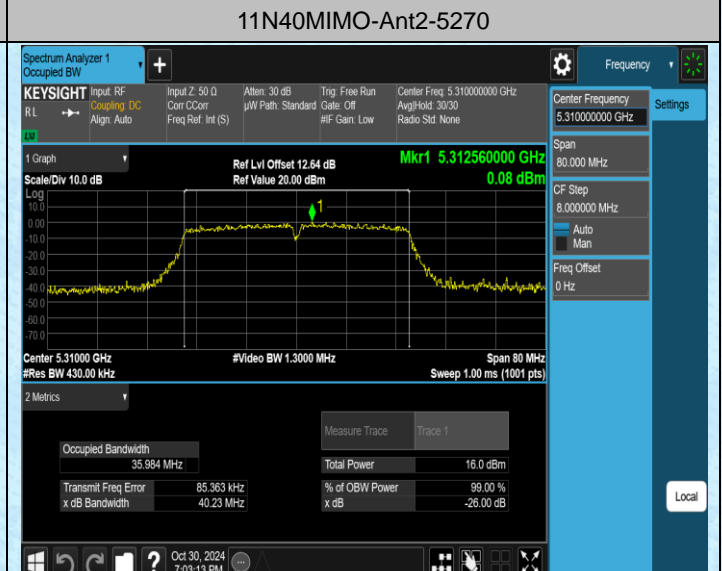 11N40MIMO-Ant2-5270
Spectrum Analyzer 1
Occupied BW
Frequency
KEYSIGHT Input: RF
Coupling: DC
Align: Auto
R L
LXI
Input Z: 50 Ω
Corr CCorr
Freq Ref: Int (S)
Atten: 30 dB
µW Path: Standard
Trig: Free Run
Gate: Off
#IF Gain: Low
Center Freq: 5.310000000 GHz
Avg|Hold: 30/30
Radio Std: None
Center Frequency
5.310000000 GHz
Settings
Span
80.000 MHz
CF Step
8.000000 MHz
Auto
Man
Freq Offset
0 Hz
1 Graph
Scale/Div 10.0 dB
Ref Lvl Offset 12.64 dB
Ref Value 20.00 dBm
Mkr1 5.312560000 GHz
0.08 dBm
Log
10.0
0.00
-10.0
-20.0
-30.0
-40.0
-50.0
-60.0
-70.0
1
Center 5.31000 GHz
#Res BW 430.00 kHz
#Video BW 1.3000 MHz
Span 80 MHz
Sweep 1.00 ms (1001 pts)
2 Metrics
Measure Trace Trace 1
Occupied Bandwidth
35.984 MHz
Total Power 16.0 dBm
Transmit Freq Error 85.363 kHz
% of OBW Power 99.00 %
x dB Bandwidth 40.23 MHz
x dB -26.00 dB
Local
Oct 30, 2024
7:03:13 PM